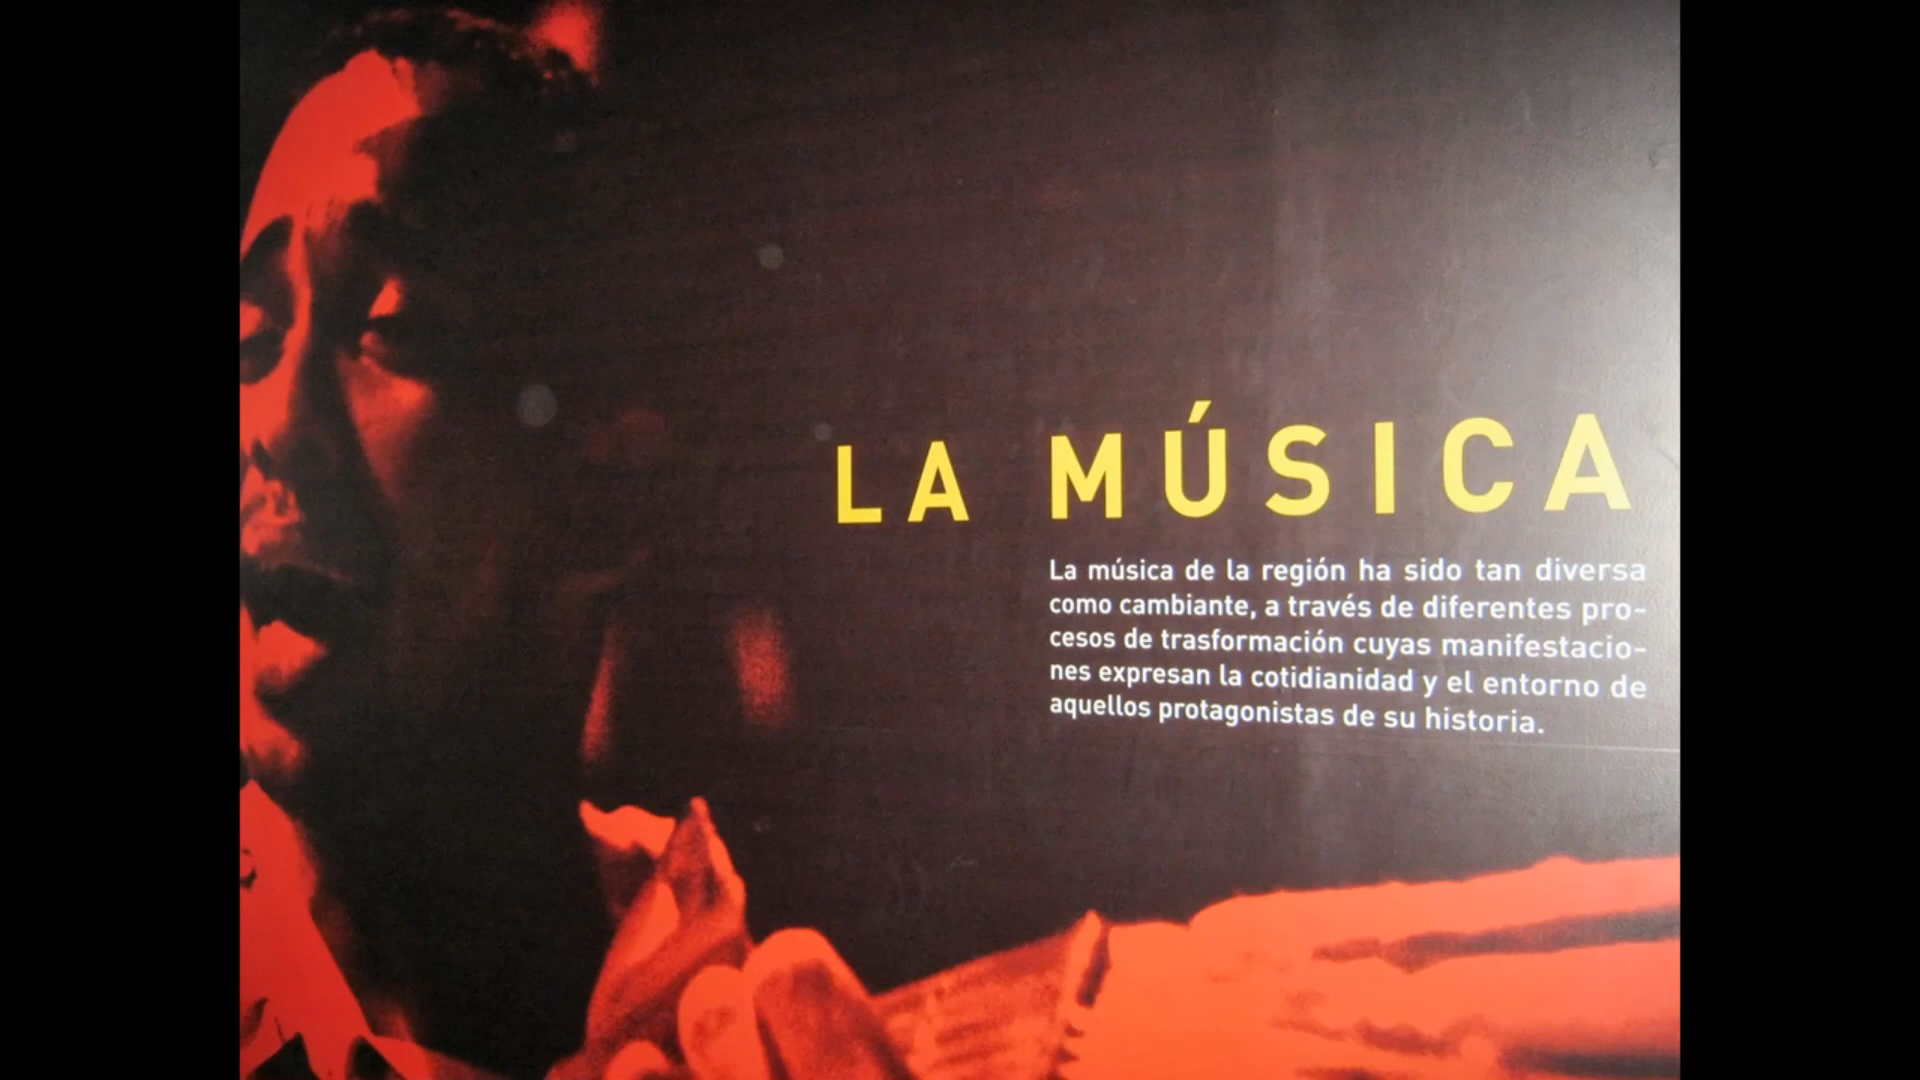 LA MÚSICA
La música de la región ha sido tan diversa
como cambiante, a través de diferentes pro-
cesos de trasformación cuyas manifestacio-
nes expresan la cotidianidad y el entorno de
aquellos protagonistas de su historia.